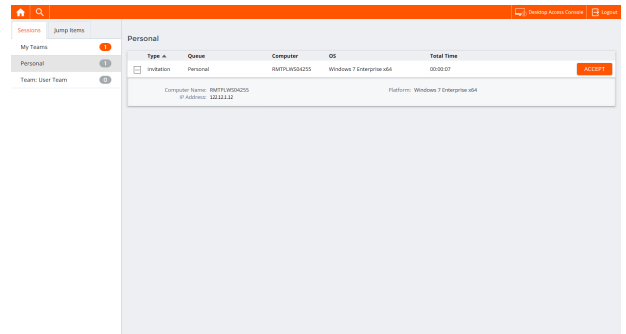 Desktop Access Console Logout
Sessions Jump Items
My Teams 1
Personal 1
Team: User Team 0
Personal
Type Queue Computer OS Total Time
Invitation Personal RMTPLWS04255 Windows 7 Enterprise x64 00:00:07 ACCEPT
Computer Name: RMTPLWS04255 Platform: Windows 7 Enterprise x64
IP Address: 122.12.1.12